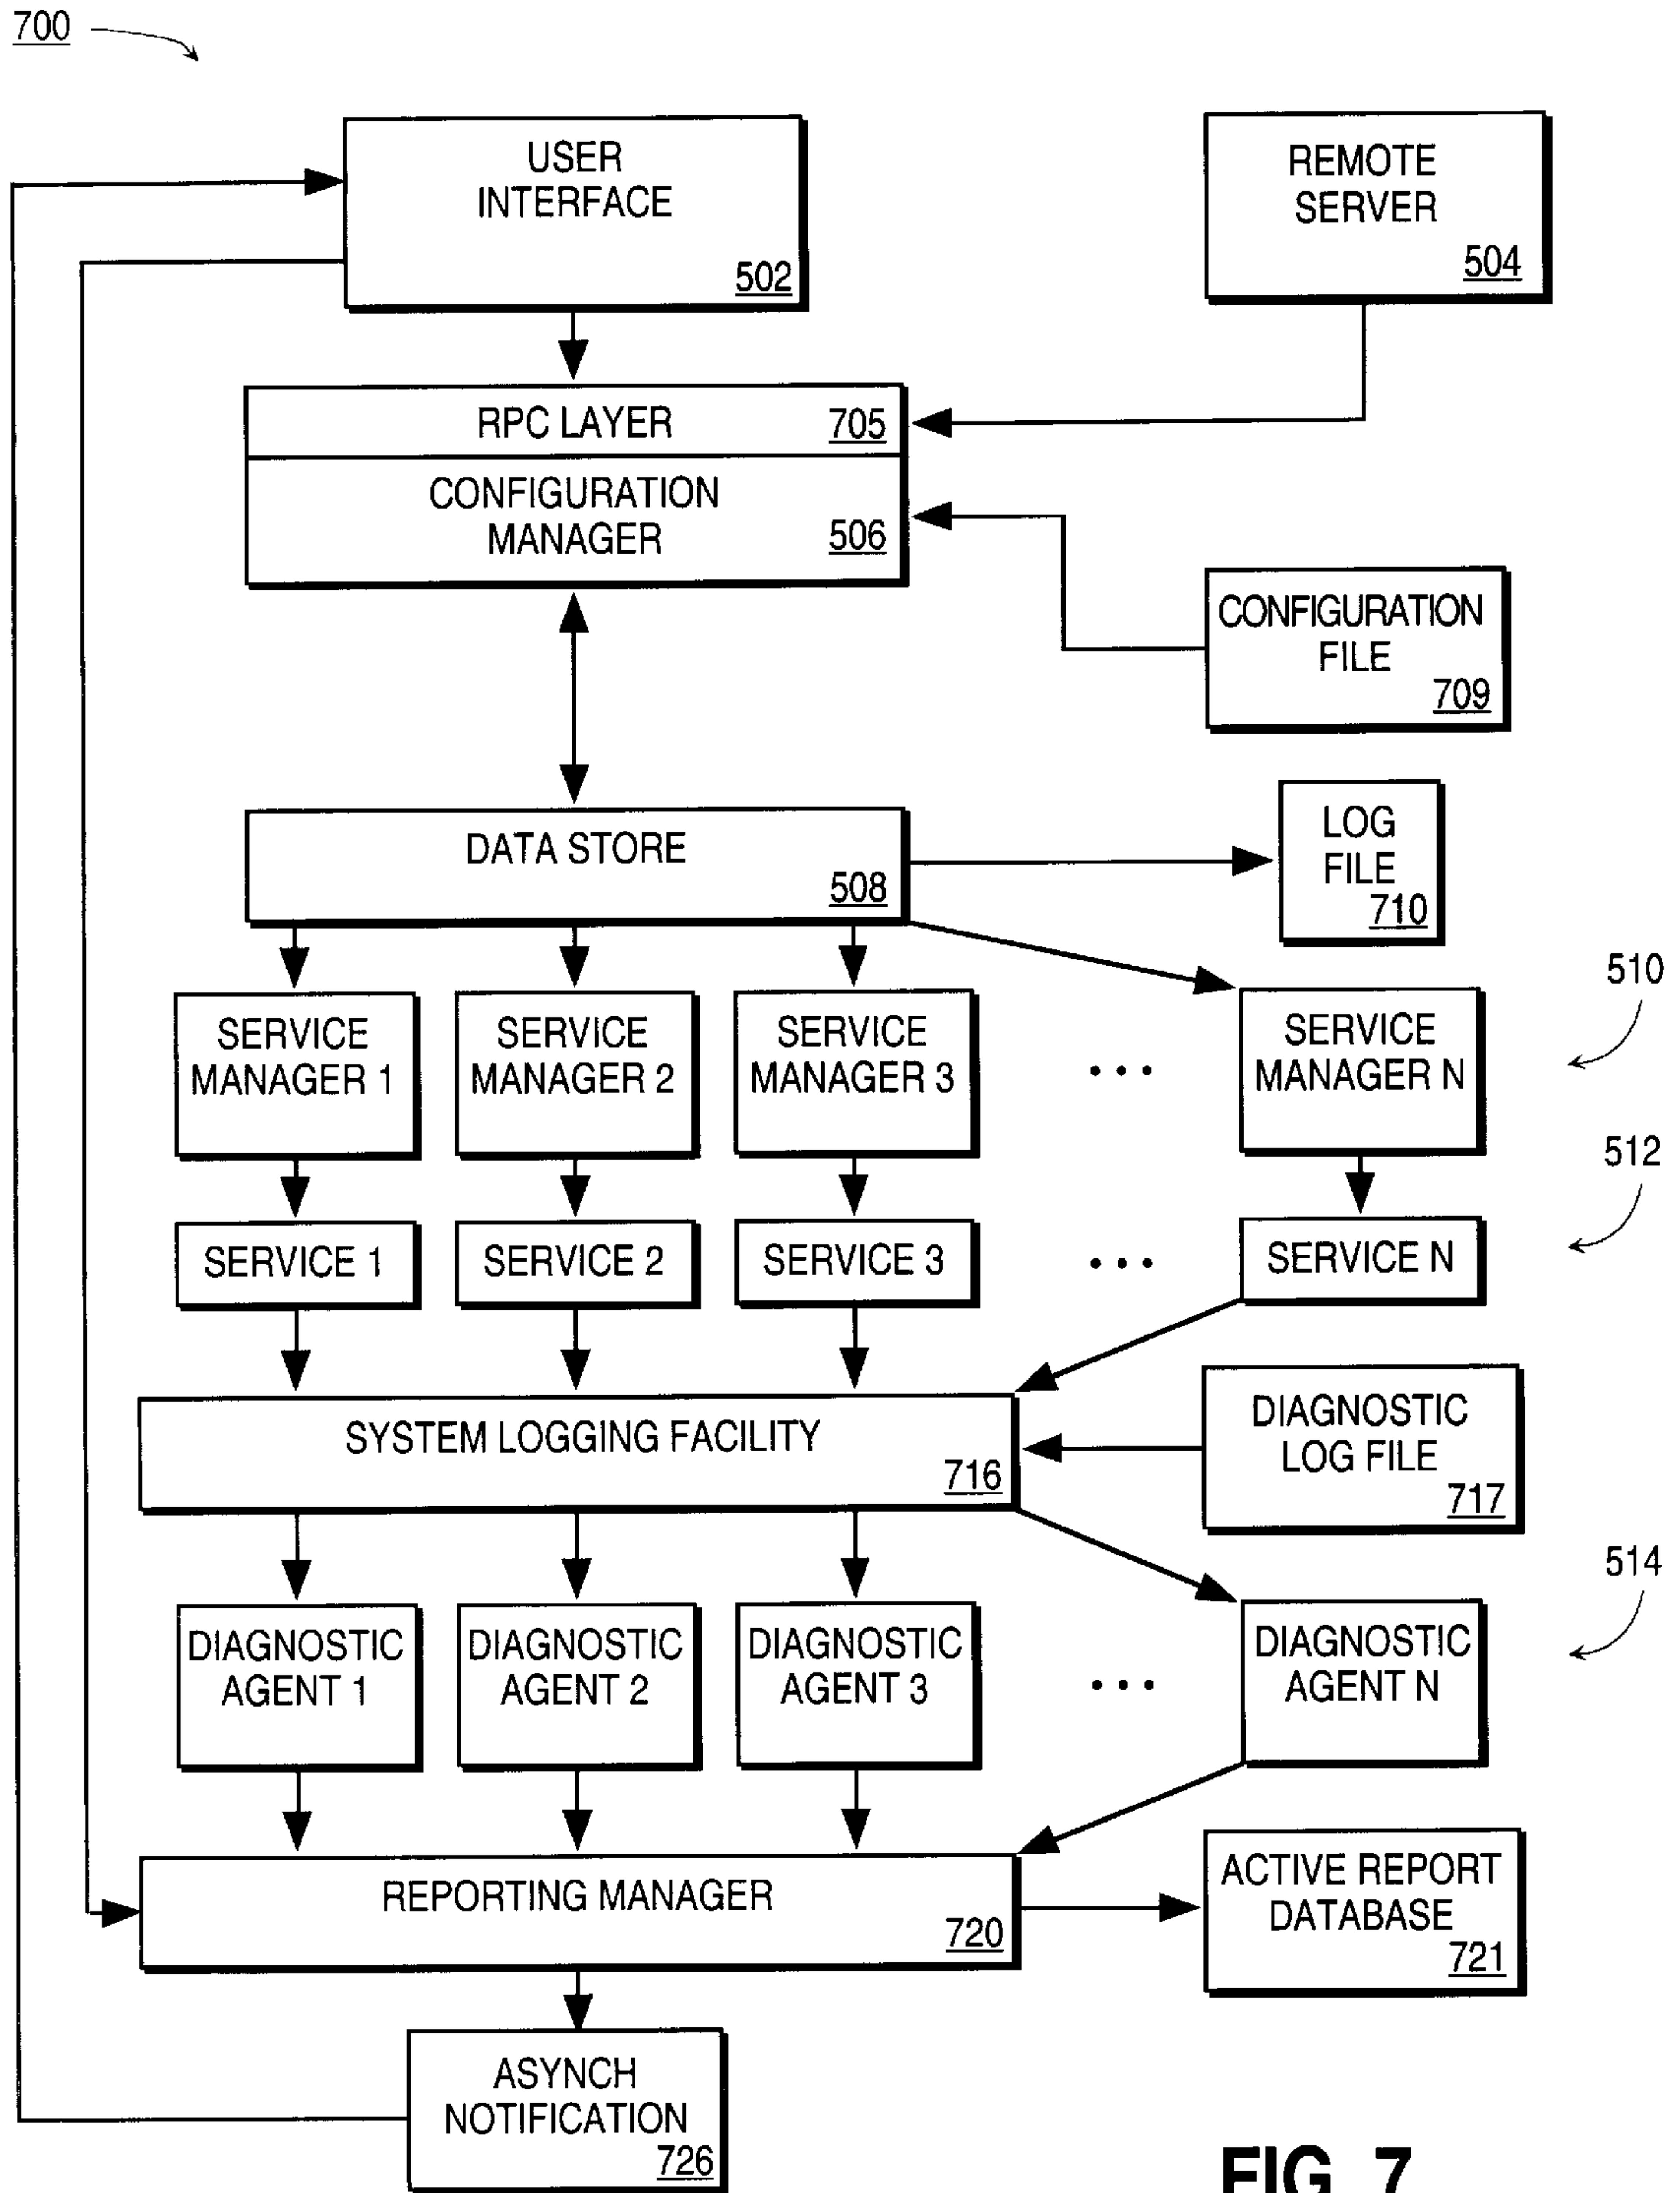 700
USER
INTERFACE
502
REMOTE
SERVER
504
RPC LAYER
705
CONFIGURATION
MANAGER
506
CONFIGURATION
FILE
709
DATA STORE
508
LOG
FILE
710
510
SERVICE
MANAGER 1
SERVICE
MANAGER 2
SERVICE
MANAGER 3
...
SERVICE
MANAGER N
512
SERVICE 1
SERVICE 2
SERVICE 3
...
SERVICE N
SYSTEM LOGGING FACILITY
716
DIAGNOSTIC
LOG FILE
717
514
DIAGNOSTIC
AGENT 1
DIAGNOSTIC
AGENT 2
DIAGNOSTIC
AGENT 3
...
DIAGNOSTIC
AGENT N
REPORTING MANAGER
720
ACTIVE REPORT
DATABASE
721
ASYNCH
NOTIFICATION
726
FIG. 7